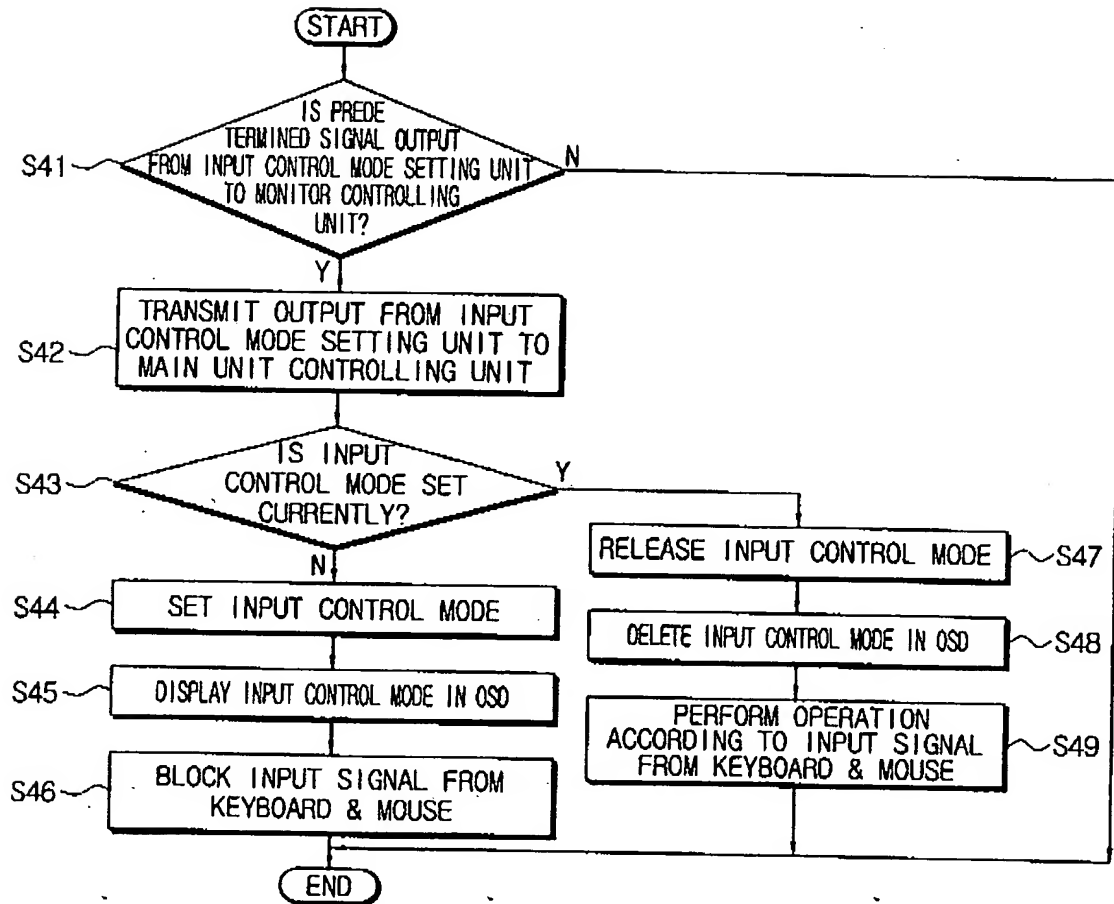 START
IS PREDE
TERMINED SIGNAL OUTPUT
FROM INPUT CONTROL MODE SETTING UNIT
TO MONITOR CONTROLLING
UNIT?
S41
N
Y
TRANSMIT OUTPUT FROM INPUT
CONTROL MODE SETTING UNIT TO
MAIN UNIT CONTROLLING UNIT
S42
IS INPUT
CONTROL MODE SET
CURRENTLY?
S43
Y
N
SET INPUT CONTROL MODE
S44
DISPLAY INPUT CONTROL MODE IN OSD
S45
BLOCK INPUT SIGNAL FROM
KEYBOARD & MOUSE
S46
RELEASE INPUT CONTROL MODE
S47
DELETE INPUT CONTROL MODE IN OSD
S48
PERFORM OPERATION
ACCORDING TO INPUT SIGNAL
FROM KEYBOARD & MOUSE
S49
END